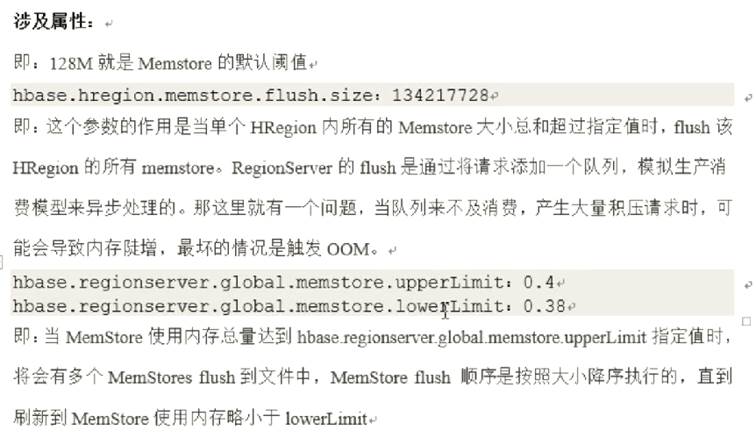 涉及属性：
即：128M 就是 Memstore 的默认阈值
hbase.hregion.memstore.flush.size：134217728
即：这个参数的作用是当单个 HRegion 内所有的 Memstore 大小总和超过指定值时，flush 该
HRegion 的所有 memstore。RegionServer 的 flush 是通过将请求添加一个队列，模拟生产消
费模型来异步处理的。那这里就有一个问题，当队列来不及消费，产生大量积压请求时，可
能会导致内存陡增，最坏的情况是触发 OOM。
hbase.regionserver.global.memstore.upperLimit：0.4
hbase.regionserver.global.memstore.lowerLimit：0.38
即：当 MemStore 使用内存总量达到 hbase.regionserver.global.memstore.upperLimit 指定值时，
将会有多个 MemStores flush 到文件中，MemStore flush 顺序是按照大小降序执行的，直到
刷新到 MemStore 使用内存略小于 lowerLimit